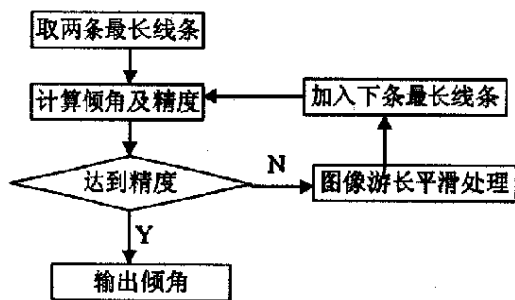 取两条最长线条
计算倾角及精度
加入下条最长线条
达到精度
N
图像游长平滑处理
Y
输出倾角